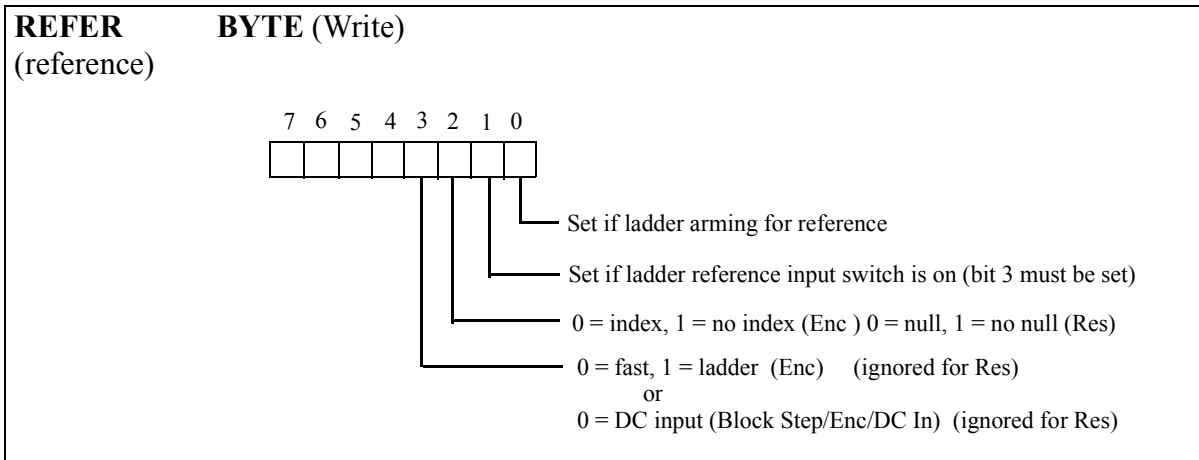 REFER BYTE (Write)
(reference)
7 6 5 4 3 2 1 0
Set if ladder arming for reference
Set if ladder reference input switch is on (bit 3 must be set)
0 = index, 1 = no index (Enc ) 0 = null, 1 = no null (Res)
0 = fast, 1 = ladder (Enc) (ignored for Res)
or
0 = DC input (Block Step/Enc/DC In) (ignored for Res)